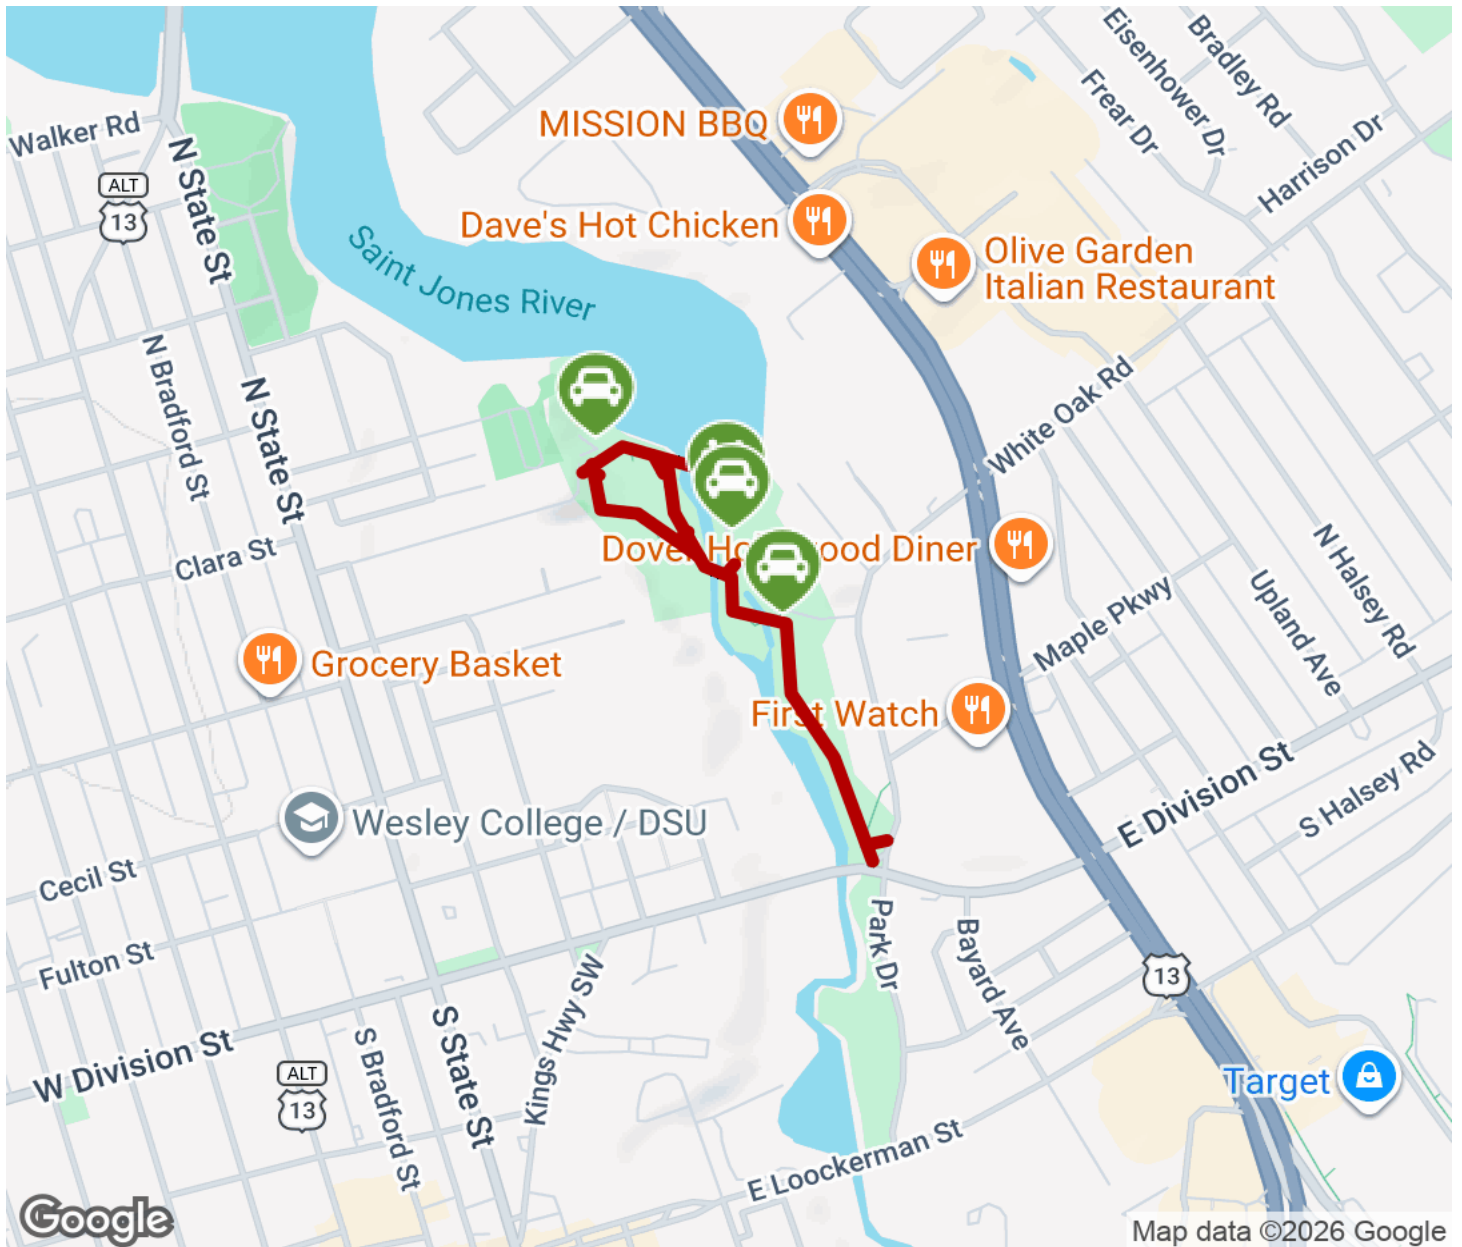 Walker Rd
ALT
13
N State St
MISSION BBQ
Dave's Hot Chicken
Olive Garden
Italian Restaurant
Eisenhower Dr
Bradley Rd
Frear Dr
Harrison Dr
Saint Jones River
N Bradford St
N State St
White Oak Rd
Clara St
Diner
Maple Pkwy
Upland Ave
N Halsey Rd
Grocery Basket
First Watch
Wesley College / DSU
E Division St
S Halsey Rd
Cecil St
Fulton St
Park Dr
Bayard Ave
13
Kings Hwy SW
W Division St
ALT
13
S Bradford St
S State St
Target
E Loockerman St
Google
Map data ©2026 Google